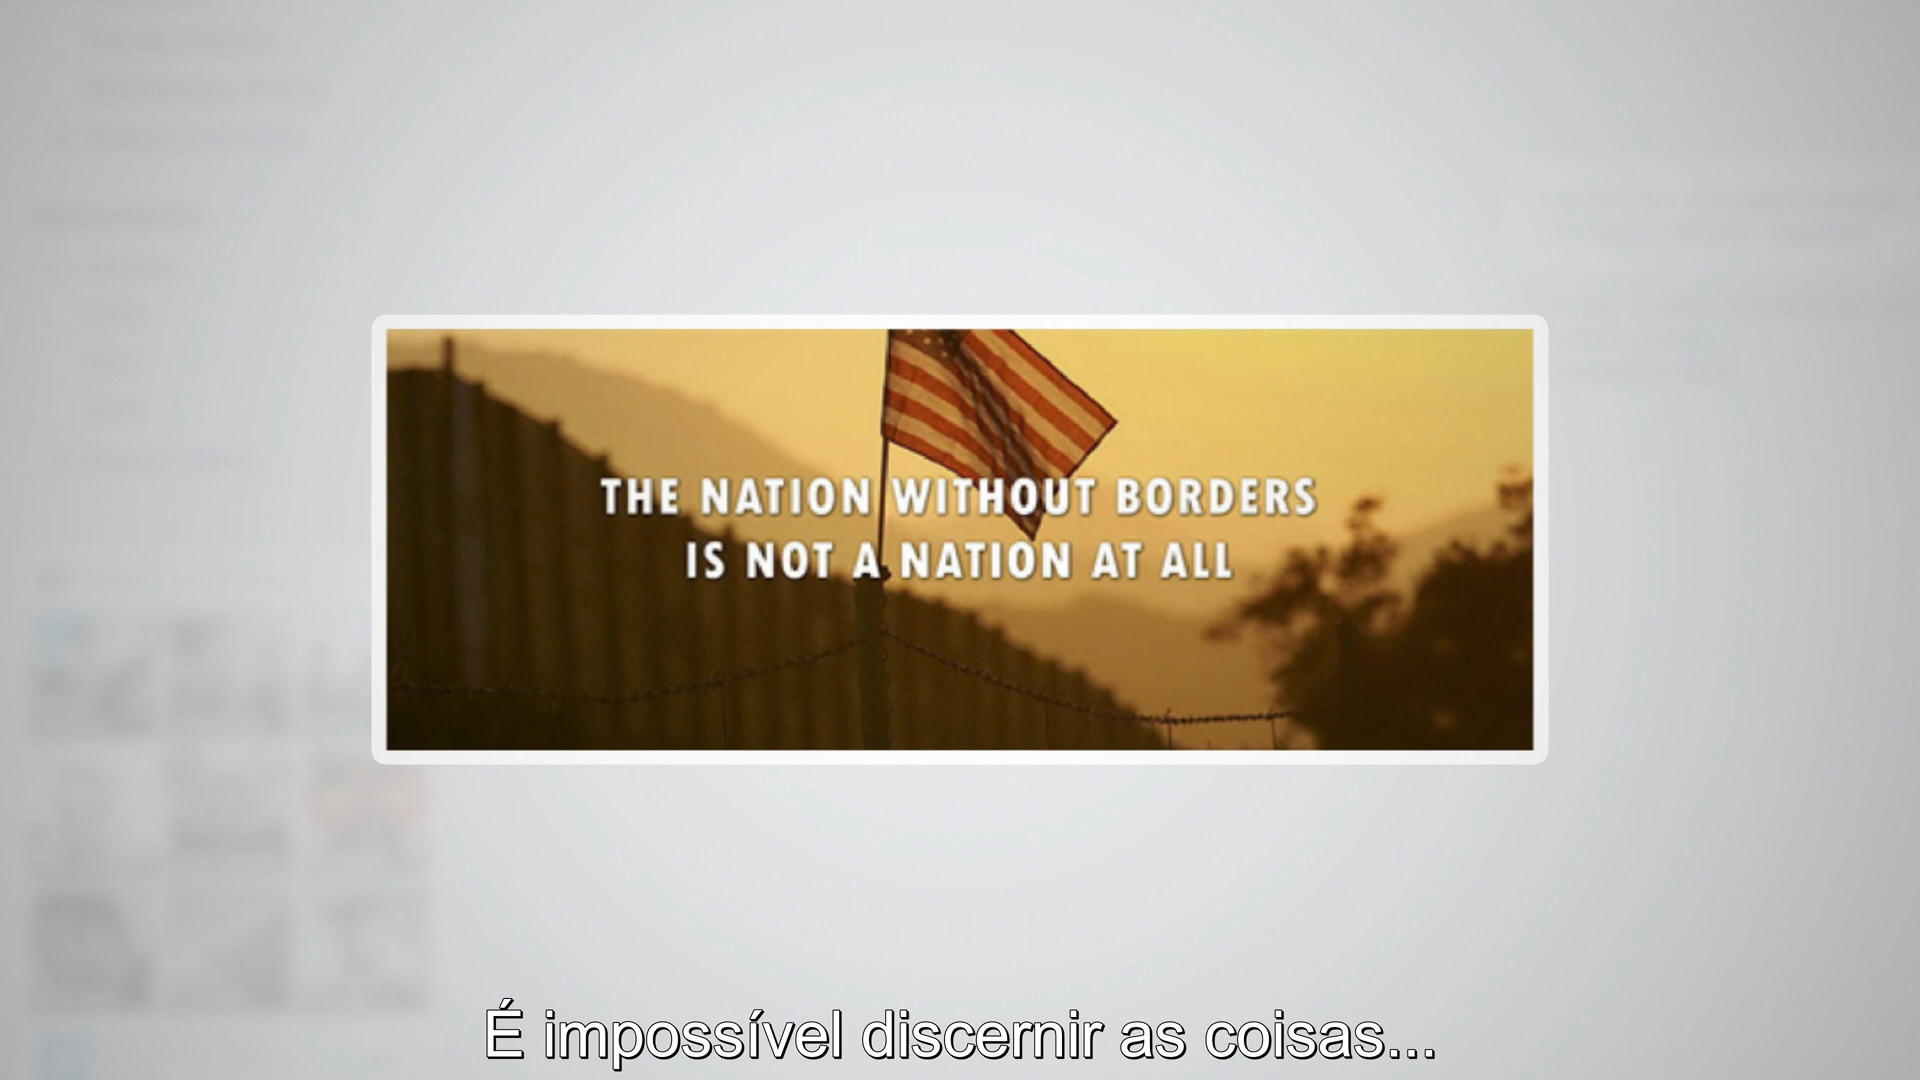 THE NATION WITHOUT BORDERS
IS NOT A NATION AT ALL
É impossível discernir as coisas...